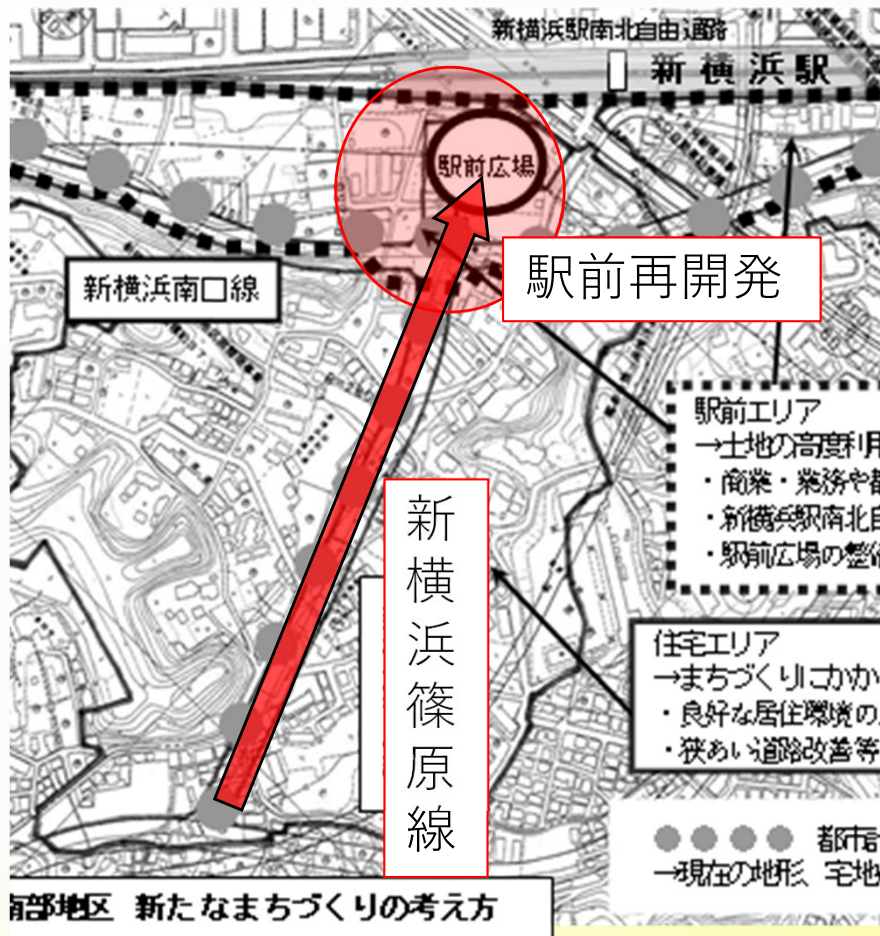 新横浜駅南北自由通路
新横浜駅
駅前広場
駅前再開発
新横浜南口線
駅前エリア
→土地の高度利用
・商業・業務や都
・新横浜駅南北自
・駅前広場の整備
新横浜篠原線
住宅エリア
→まちづくりにかか
・良好な居住環境の
・狭あい道路改善等
都市計
→現在の地形、宅地
南部地区 新たなまちづくりの考え方